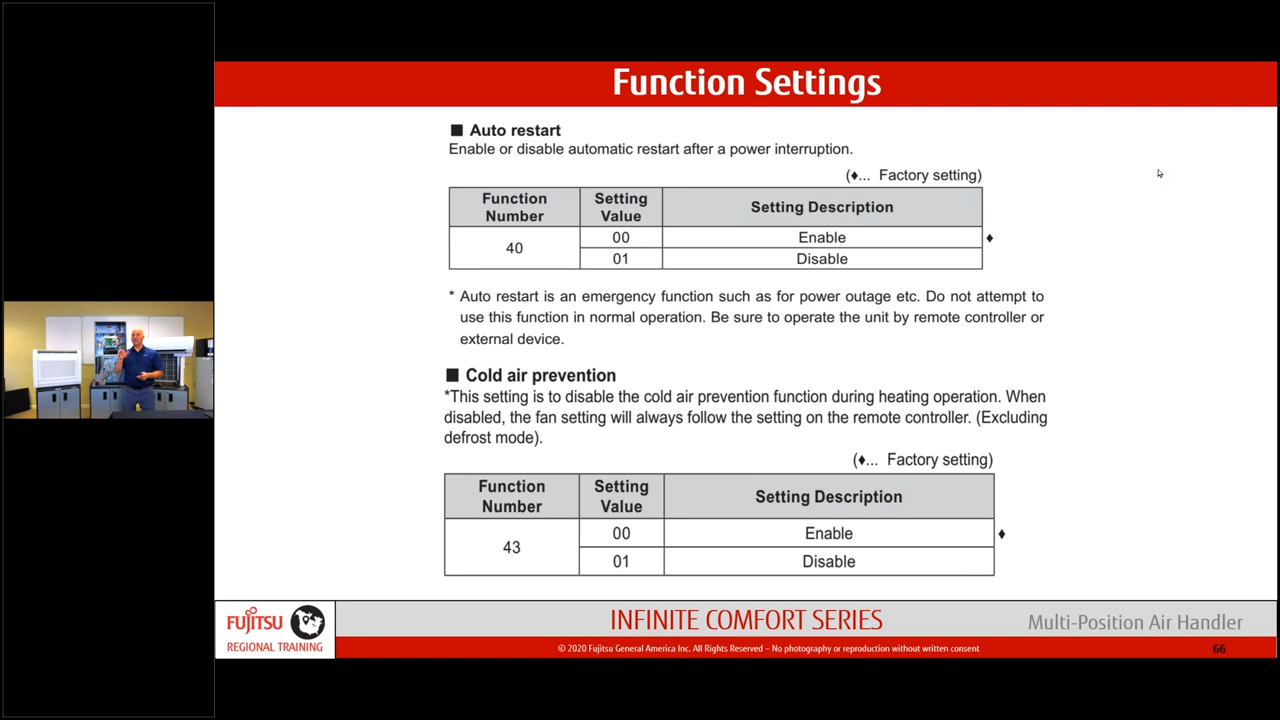 Function Settings
■ Auto restart
Enable or disable automatic restart after a power interruption.
(♦... Factory setting)
Function Number
Setting Value
Setting Description
40
00
Enable
♦
01
Disable
* Auto restart is an emergency function such as for power outage etc. Do not attempt to
use this function in normal operation. Be sure to operate the unit by remote controller or
external device.
■ Cold air prevention
*This setting is to disable the cold air prevention function during heating operation. When
disabled, the fan setting will always follow the setting on the remote controller. (Excluding
defrost mode).
(♦... Factory setting)
Function Number
Setting Value
Setting Description
43
00
Enable
♦
01
Disable
FUJITSU
REGIONAL TRAINING
INFINITE COMFORT SERIES
Multi-Position Air Handler
© 2020 Fujitsu General America Inc. All Rights Reserved – No photography or reproduction without written consent
66